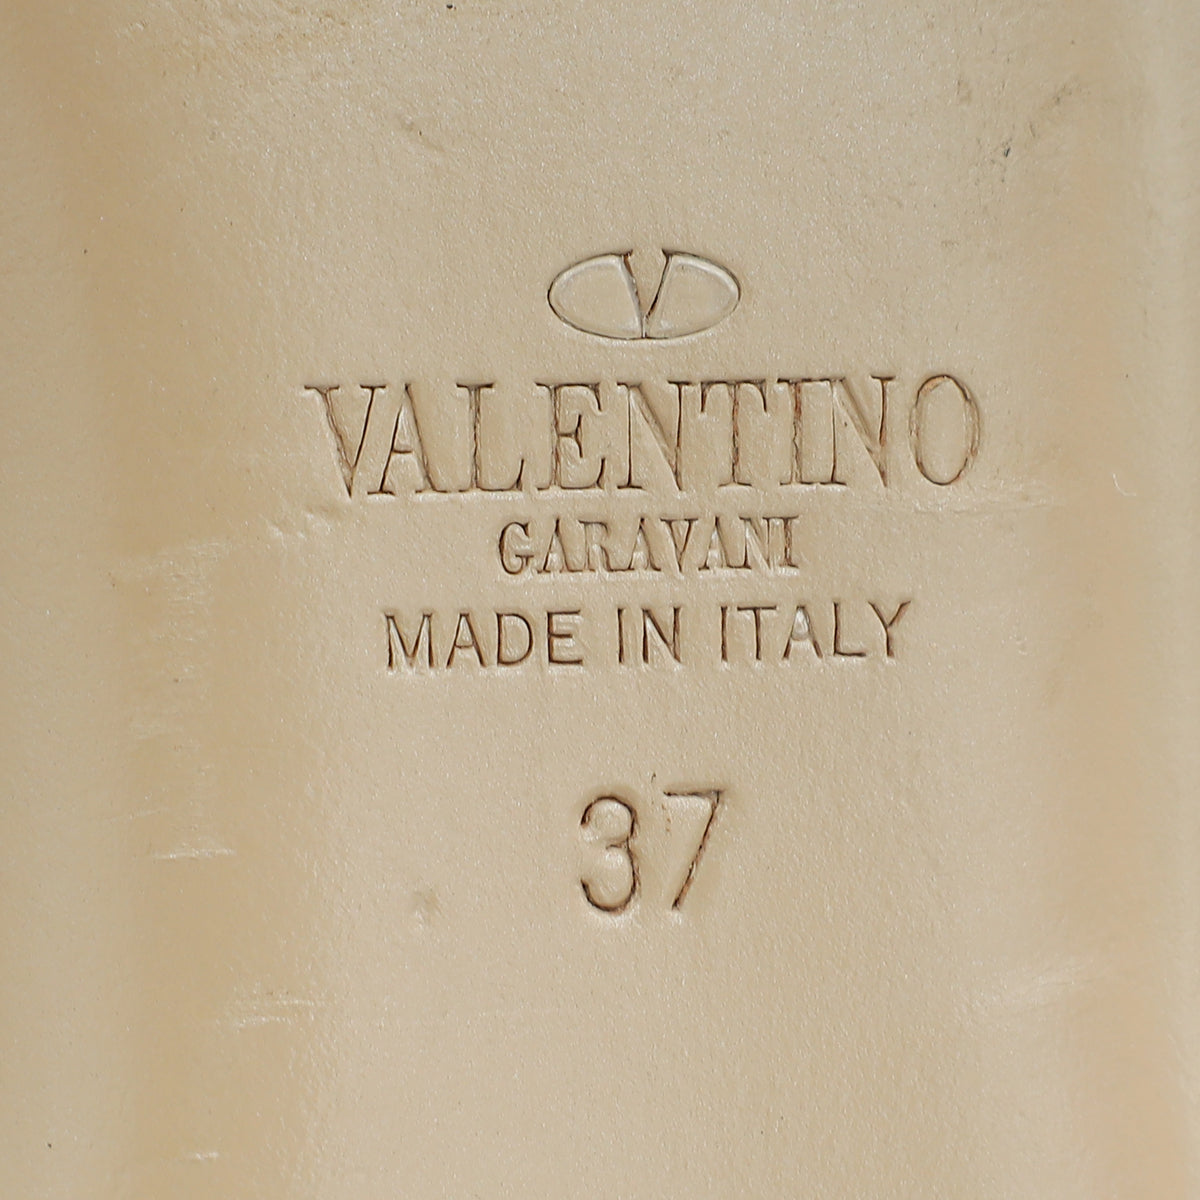 V
VALENTINO
GARAVANI
MADE IN ITALY
37